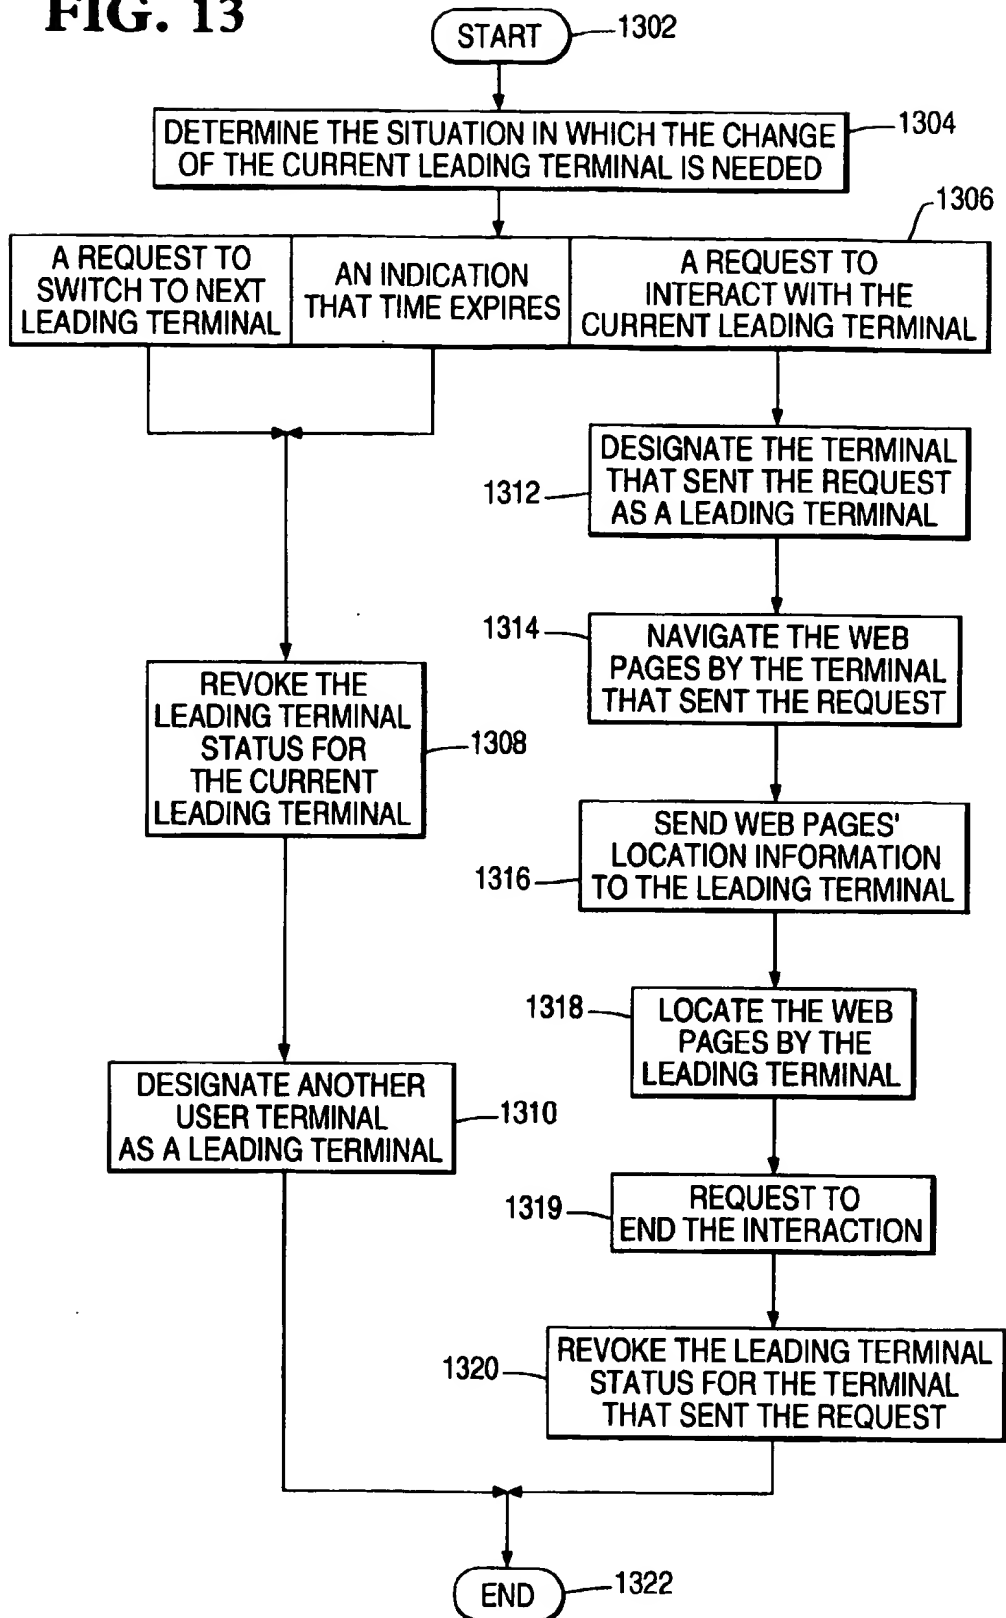 FIG. 13
START
1302
DETERMINE THE SITUATION IN WHICH THE CHANGE
OF THE CURRENT LEADING TERMINAL IS NEEDED
1304
1306
A REQUEST TO
SWITCH TO NEXT
LEADING TERMINAL
AN INDICATION
THAT TIME EXPIRES
A REQUEST TO
INTERACT WITH THE
CURRENT LEADING TERMINAL
DESIGNATE THE TERMINAL
THAT SENT THE REQUEST
AS A LEADING TERMINAL
1312
1314
NAVIGATE THE WEB
PAGES BY THE TERMINAL
THAT SENT THE REQUEST
REVOKE THE
LEADING TERMINAL
STATUS FOR
THE CURRENT
LEADING TERMINAL
1308
SEND WEB PAGES'
LOCATION INFORMATION
TO THE LEADING TERMINAL
1316
1318
LOCATE THE WEB
PAGES BY THE
LEADING TERMINAL
DESIGNATE ANOTHER
USER TERMINAL
AS A LEADING TERMINAL
1310
1319
REQUEST TO
END THE INTERACTION
1320
REVOKE THE LEADING TERMINAL
STATUS FOR THE TERMINAL
THAT SENT THE REQUEST
END
1322